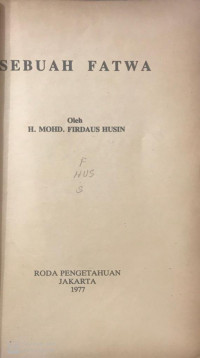 SEBUAH FATWA
Oleh
H. MOHD. FIRDAUS HUSIN
F
HUS
S
RODA PENGETAHUAN
JAKARTA
1977